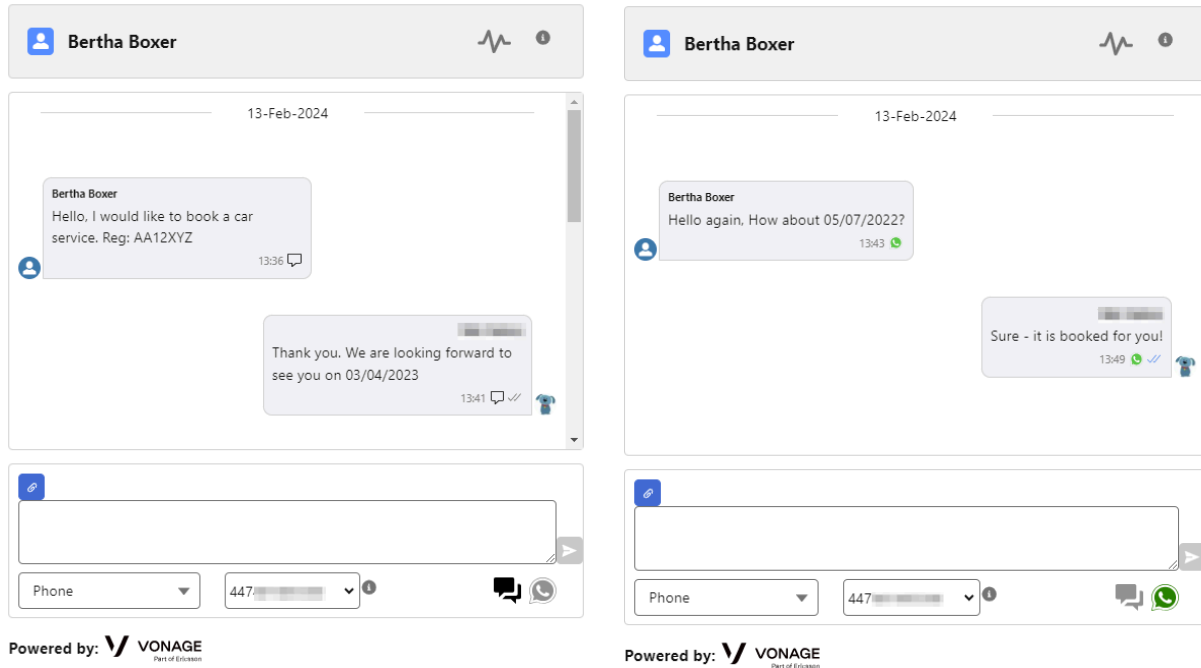 Bertha Boxer
13-Feb-2024
Bertha Boxer
Hello, I would like to book a car
service. Reg: AA12XYZ
13:36
Thank you. We are looking forward to
see you on 03/04/2023
13:41
Phone
447
Powered by: VONAGE
Part of Ericsson
Bertha Boxer
13-Feb-2024
Bertha Boxer
Hello again, How about 05/07/2022?
13:43
Sure - it is booked for you!
13:49
Phone
447
Powered by: VONAGE
Part of Ericsson